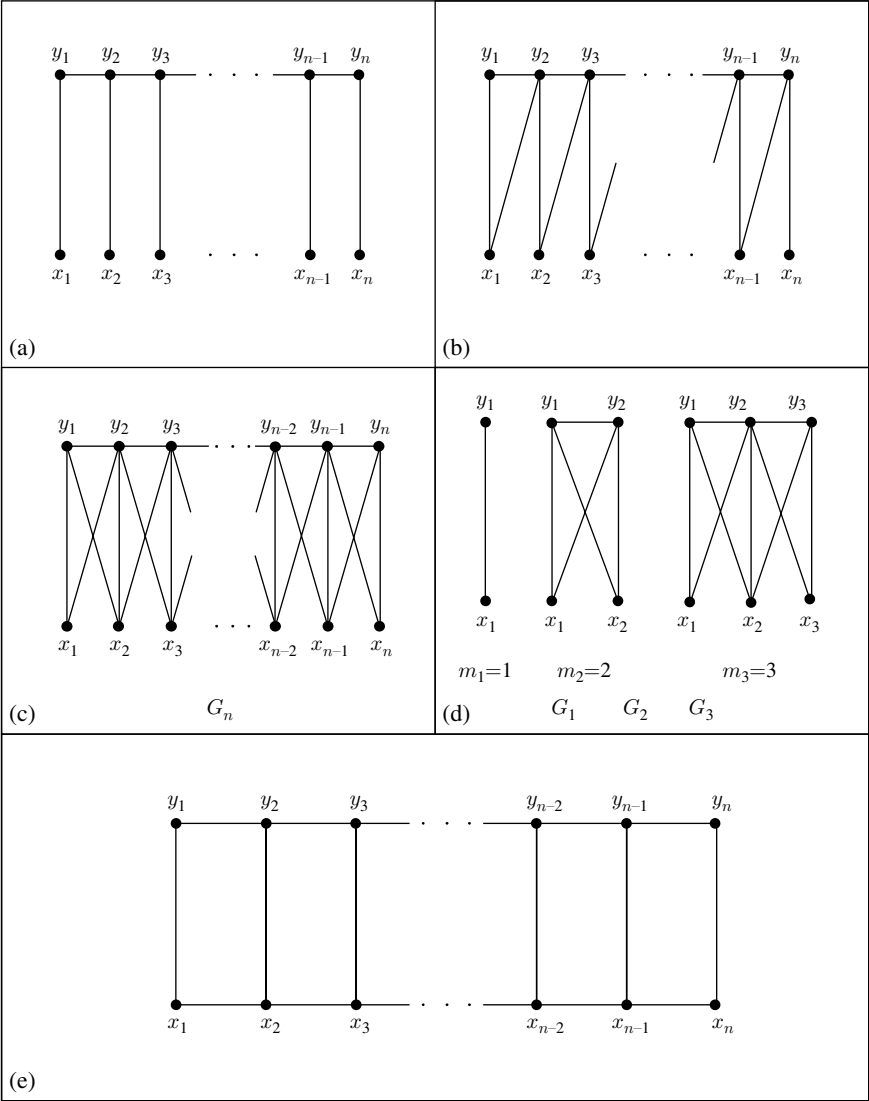 y₁ y₂ y₃ · · · yₙ₋₁ yₙ
x₁ x₂ x₃ · · · xₙ₋₁ xₙ
(a)
y₁ y₂ y₃ · · · yₙ₋₁ yₙ
x₁ x₂ x₃ · · · xₙ₋₁ xₙ
(b)
y₁ y₂ y₃ · · · yₙ₋₂ yₙ₋₁ yₙ
x₁ x₂ x₃ · · · xₙ₋₂ xₙ₋₁ xₙ
(c) Gₙ
y₁ y₁ y₂ y₁ y₂ y₃
x₁ x₁ x₂ x₁ x₂ x₃
m₁=1 m₂=2 m₃=3
(d) G₁ G₂ G₃
y₁ y₂ y₃ · · · yₙ₋₂ yₙ₋₁ yₙ
x₁ x₂ x₃ · · · xₙ₋₂ xₙ₋₁ xₙ
(e)